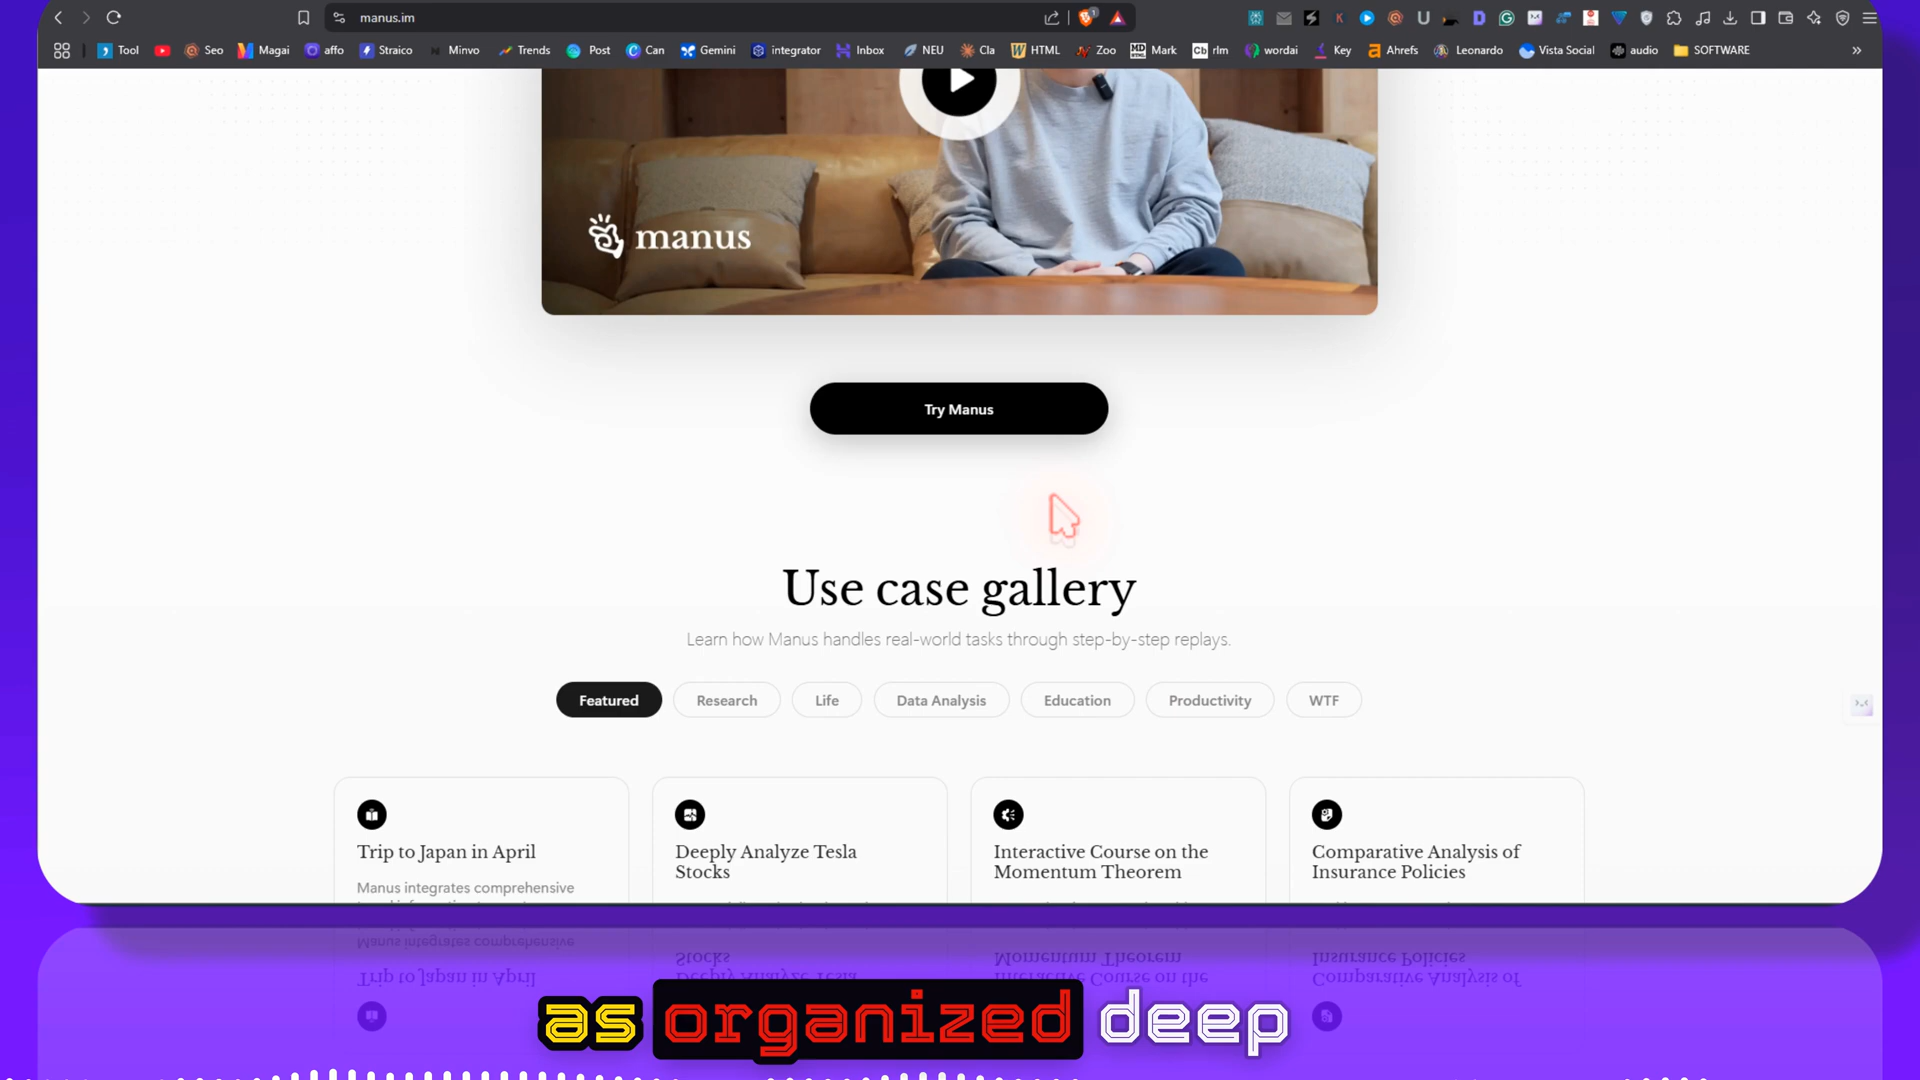 manus.im
Tool Seo Magai affo Straico Minvo Trends Post Can Gemini integrator Inbox NEU Cla HTML Zoo Mark rlm wordai Key Ahrefs Leonardo Vista Social audio SOFTWARE
manus
Try Manus
Use case gallery
Learn how Manus handles real-world tasks through step-by-step replays.
Featured Research Life Data Analysis Education Productivity WTF
Trip to Japan in April
Manus integrates comprehensive
Deeply Analyze Tesla
Stocks
Interactive Course on the
Momentum Theorem
Comparative Analysis of
Insurance Policies
as organized deep